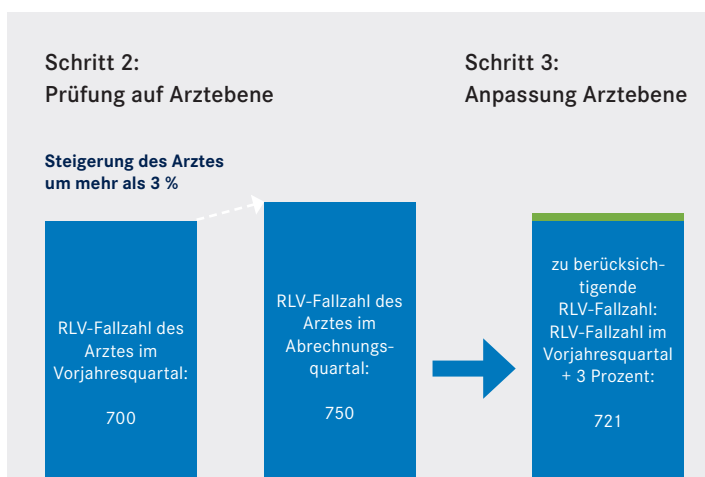 Schritt 2:
Prüfung auf Arztebene
Schritt 3:
Anpassung Arztebene
Steigerung des Arztes
um mehr als 3 %
RLV-Fallzahl des
Arztes im
Vorjahresquartal:
700
RLV-Fallzahl des
Arztes im
Abrechnungs-
quartal:
750
zu berücksich-
tigende
RLV-Fallzahl:
RLV-Fallzahl im
Vorjahresquartal
+ 3 Prozent:
721